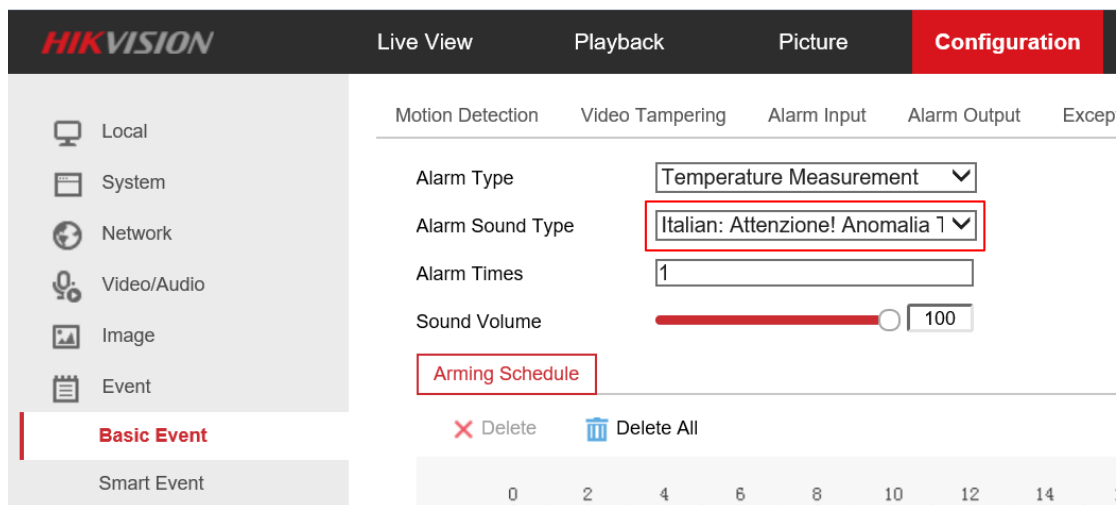 HIKVISION Live View Playback Picture Configuration
Motion Detection Video Tampering Alarm Input Alarm Output Excep
Local
System
Network
Video/Audio
Image
Event
Basic Event
Smart Event
Alarm Type Temperature Measurement
Alarm Sound Type Italian: Attenzione! Anomalia T
Alarm Times 1
Sound Volume 100
Arming Schedule
Delete Delete All
0 2 4 6 8 10 12 14